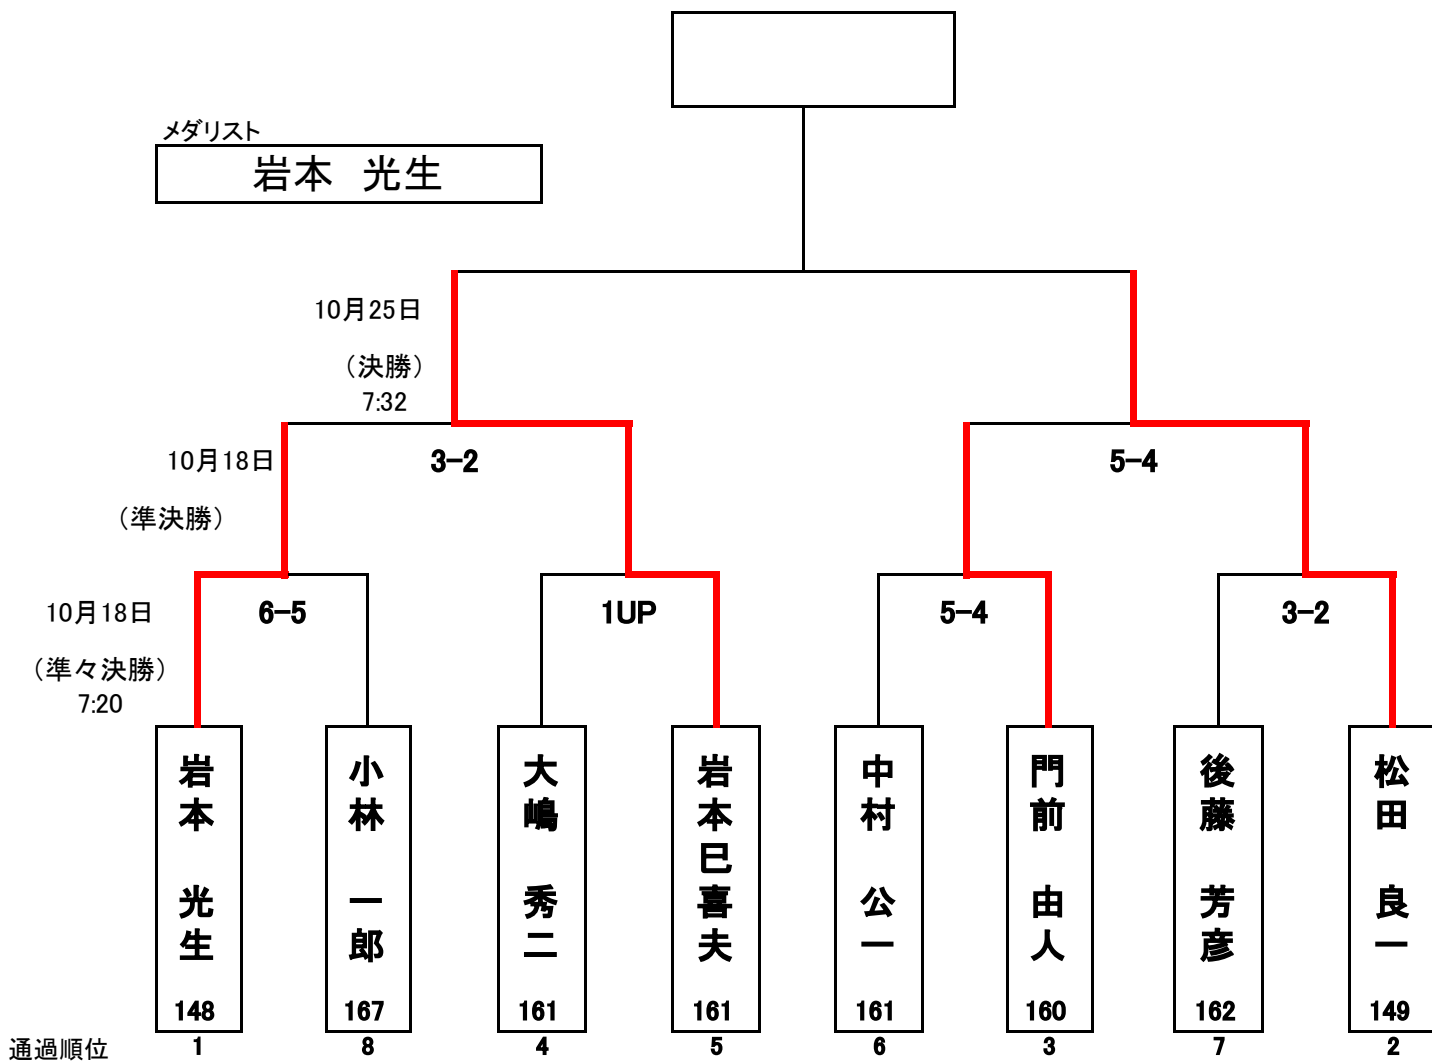 メダリスト
岩本　光生
10月25日
（決勝）
7:32
10月18日
3-2
5-4
（準決勝）
10月18日
6-5
1UP
5-4
3-2
（準々決勝）
7:20
岩本　光生
小林　一郎
大嶋　秀二
岩本巳喜夫
中村　公一
門前　由人
後藤　芳彦
松田　良一
148
167
161
161
161
160
162
149
通過順位 1 8 4 5 6 3 7 2